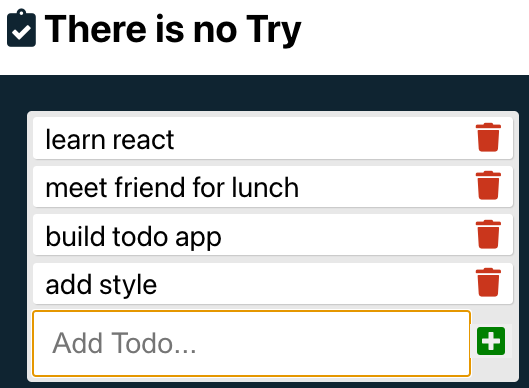 There is no Try
learn react
meet friend for lunch
build todo app
add style
Add Todo...